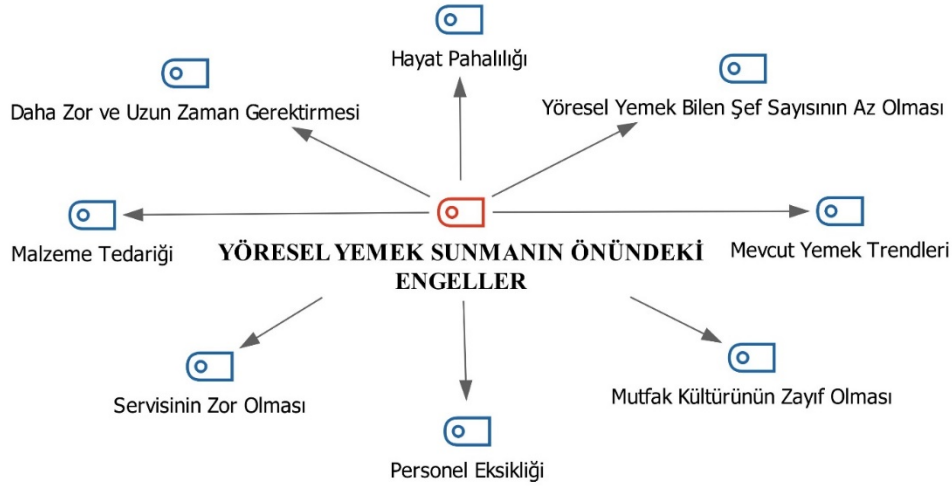 Hayat Pahalılığı
Daha Zor ve Uzun Zaman Gerektirmesi
Yöresel Yemek Bilen Şef Sayısının Az Olması
Malzeme Tedariği
YÖRESEL YEMEK SUNMANIN ÖNÜNDEKİ
ENGELLER
Mevcut Yemek Trendleri
Servisinin Zor Olması
Mutfak Kültürünün Zayıf Olması
Personel Eksikliği